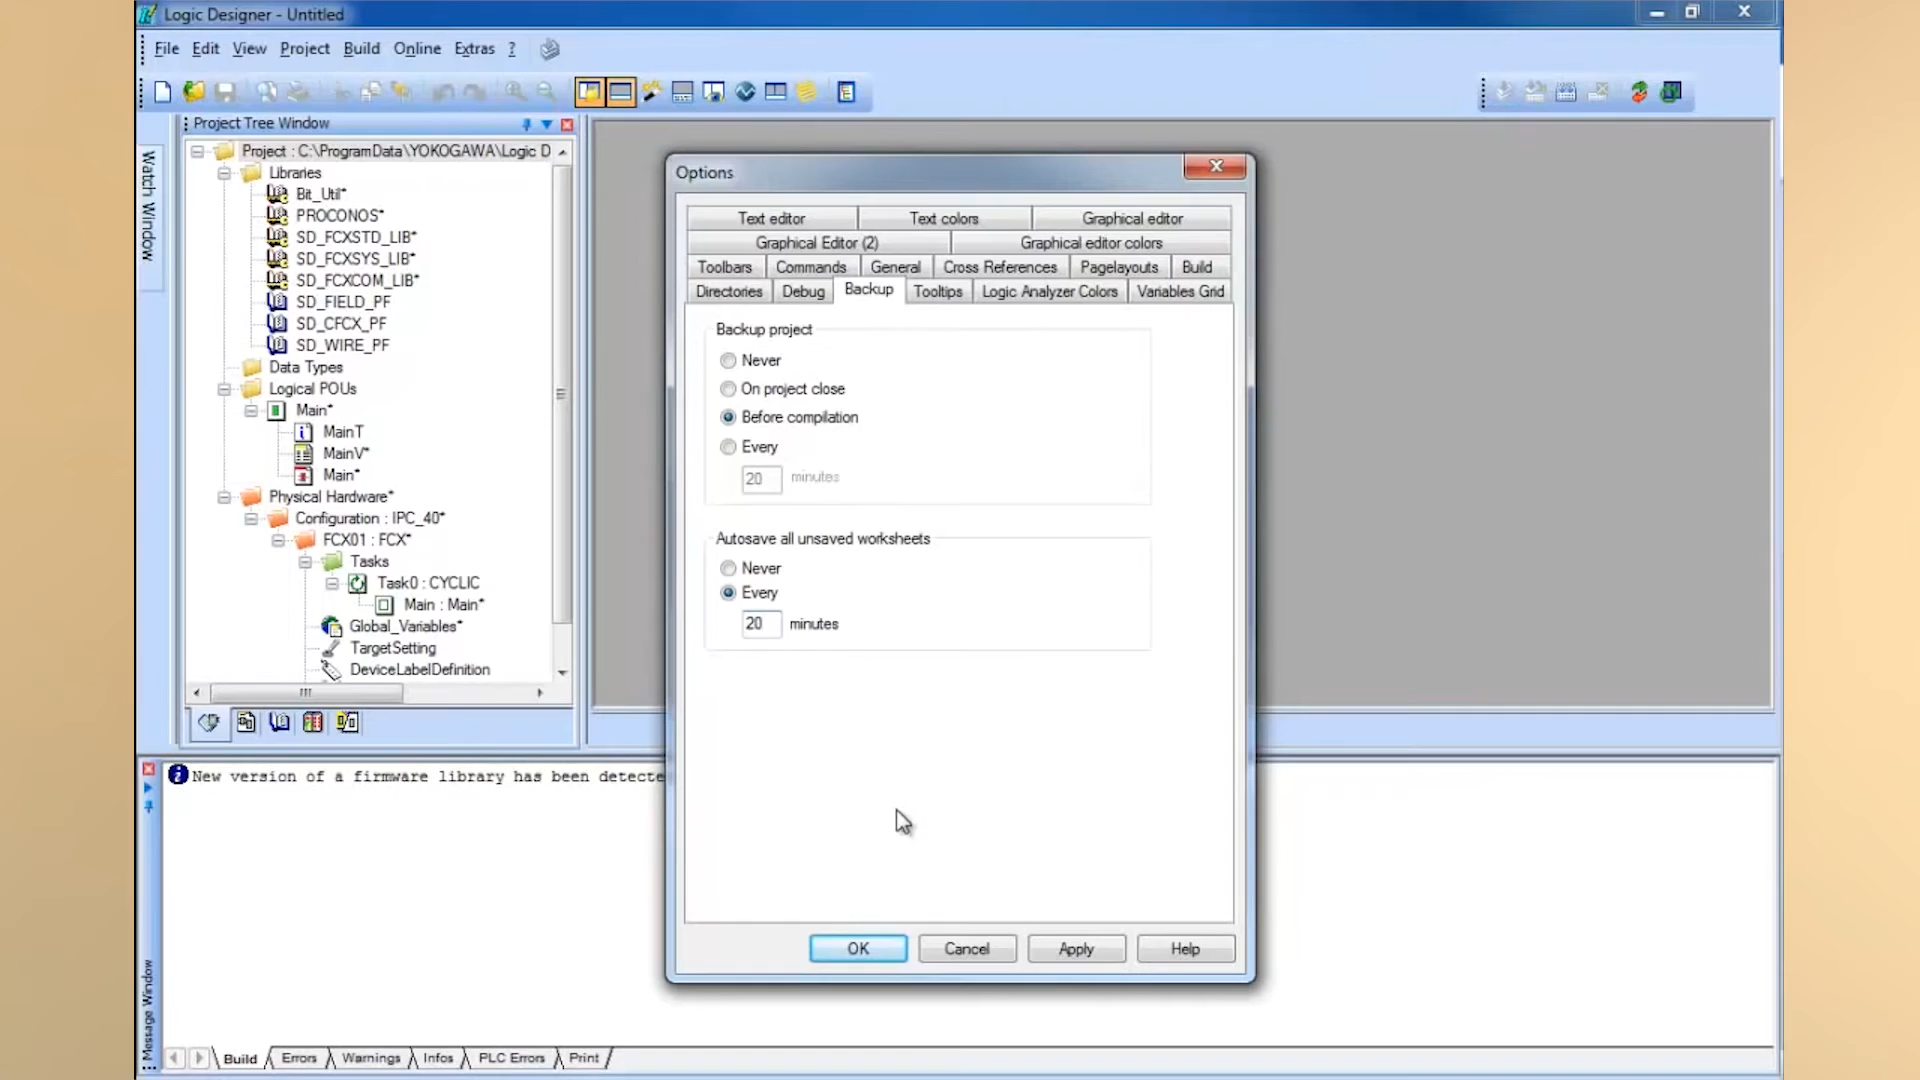 Logic Designer - Untitled
File Edit View Project Build Online Extras ?
Project Tree Window
Watch Window
Project : C:\ProgramData\YOKOGAWA\Logic D
Libraries
Bit_Util*
PROCONOS*
SD_FCXSTD_LIB*
SD_FCXSYS_LIB*
SD_FCXCOM_LIB*
SD_FIELD_PF
SD_CFCX_PF
SD_WIRE_PF
Data Types
Logical POUs
Main*
MainT
MainV*
Main*
Physical Hardware*
Configuration : IPC_40*
FCX01 : FCX*
Tasks
Task0 : CYCLIC
Main : Main*
Global_Variables*
TargetSetting
DeviceLabelDefinition
Options
Text editor Text colors Graphical editor
Graphical Editor (2) Graphical editor colors
Toolbars Commands General Cross References Pagelayouts Build
Directories Debug Backup Tooltips Logic Analyzer Colors Variables Grid
Backup project
Never
On project close
Before compilation
Every
20 minutes
Autosave all unsaved worksheets
Never
Every
20 minutes
OK Cancel Apply Help
New version of a firmware library has been detecte
Message Window
Build Errors Warnings Infos PLC Errors Print